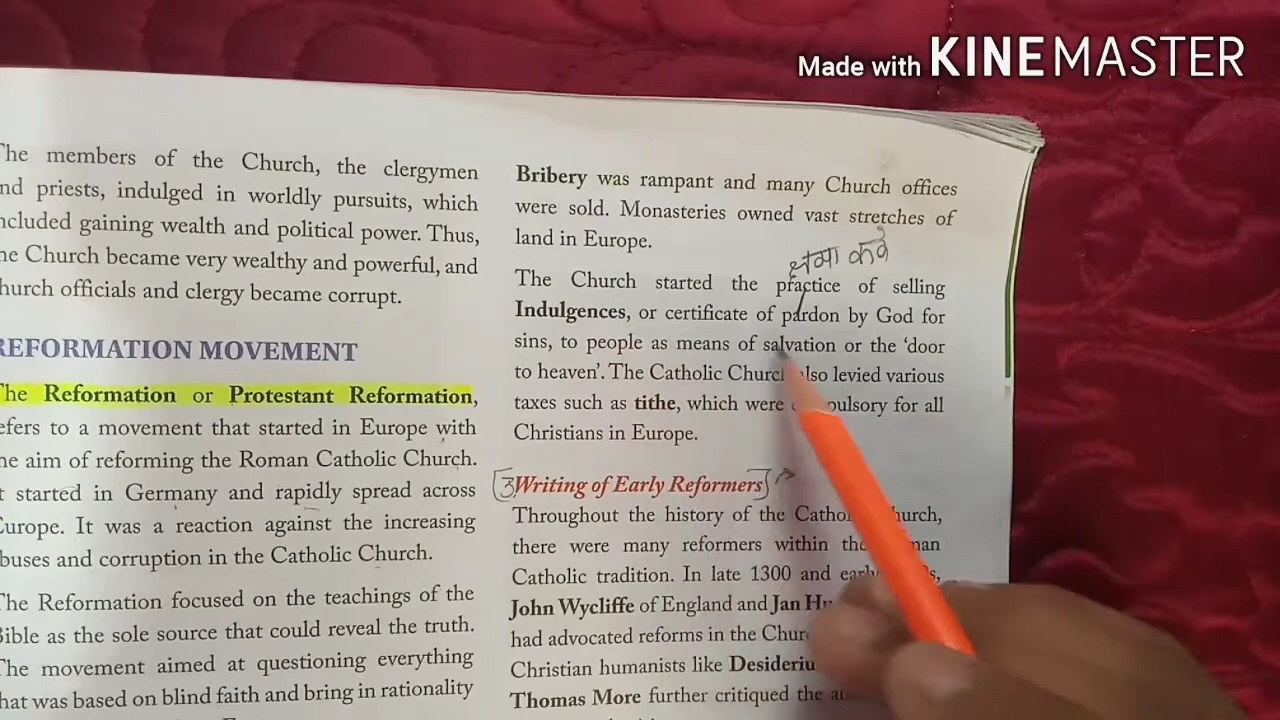 Made with KINEMASTER
The members of the Church, the clergymen
and priests, indulged in worldly pursuits, which
included gaining wealth and political power. Thus,
the Church became very wealthy and powerful, and
church officials and clergy became corrupt.
REFORMATION MOVEMENT
The Reformation or Protestant Reformation,
refers to a movement that started in Europe with
the aim of reforming the Roman Catholic Church.
It started in Germany and rapidly spread across
Europe. It was a reaction against the increasing
abuses and corruption in the Catholic Church.
The Reformation focused on the teachings of the
Bible as the sole source that could reveal the truth.
The movement aimed at questioning everything
that was based on blind faith and bring in rationality
Bribery was rampant and many Church offices
were sold. Monasteries owned vast stretches of
land in Europe.
क्षमा करने
The Church started the practice of selling
Indulgences, or certificate of pardon by God for
sins, to people as means of salvation or the ‘door
to heaven’. The Catholic Church also levied various
taxes such as tithe, which were compulsory for all
Christians in Europe.
3 Writing of Early Reformers
Throughout the history of the Catholic Church,
there were many reformers within the Roman
Catholic tradition. In late 1300 and early
John Wycliffe of England and Jan
had advocated reforms in the
Christian humanists like
Thomas More further critiqued the